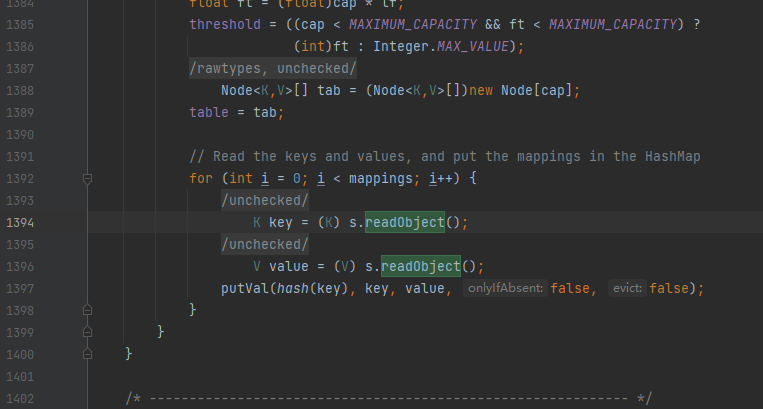 1384 float ft = (float)cap * lf;
1385 threshold = ((cap < MAXIMUM_CAPACITY && ft < MAXIMUM_CAPACITY) ?
1386 (int)ft : Integer.MAX_VALUE);
1387 /rawtypes, unchecked/
1388 Node<K,V>[] tab = (Node<K,V>[])new Node[cap];
1389 table = tab;
1390
1391 // Read the keys and values, and put the mappings in the HashMap
1392 for (int i = 0; i < mappings; i++) {
1393 /unchecked/
1394 K key = (K) s.readObject();
1395 /unchecked/
1396 V value = (V) s.readObject();
1397 putVal(hash(key), key, value, onlyIfAbsent: false, evict: false);
1398 }
1399 }
1400 }
1401
1402 /* ------------------------------------------------------------ */